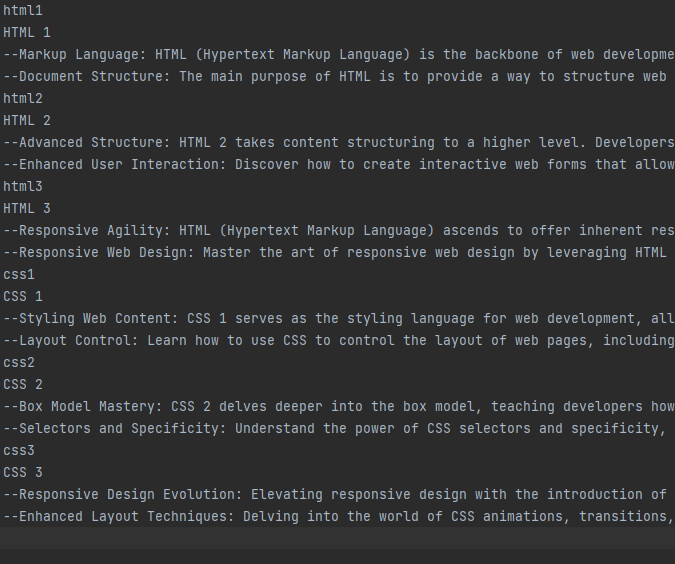 html1
HTML 1
--Markup Language: HTML (Hypertext Markup Language) is the backbone of web developme
--Document Structure: The main purpose of HTML is to provide a way to structure web
html2
HTML 2
--Advanced Structure: HTML 2 takes content structuring to a higher level. Developers
--Enhanced User Interaction: Discover how to create interactive web forms that allow
html3
HTML 3
--Responsive Agility: HTML (Hypertext Markup Language) ascends to offer inherent res
--Responsive Web Design: Master the art of responsive web design by leveraging HTML
css1
CSS 1
--Styling Web Content: CSS 1 serves as the styling language for web development, all
--Layout Control: Learn how to use CSS to control the layout of web pages, including
css2
CSS 2
--Box Model Mastery: CSS 2 delves deeper into the box model, teaching developers how
--Selectors and Specificity: Understand the power of CSS selectors and specificity,
css3
CSS 3
--Responsive Design Evolution: Elevating responsive design with the introduction of
--Enhanced Layout Techniques: Delving into the world of CSS animations, transitions,